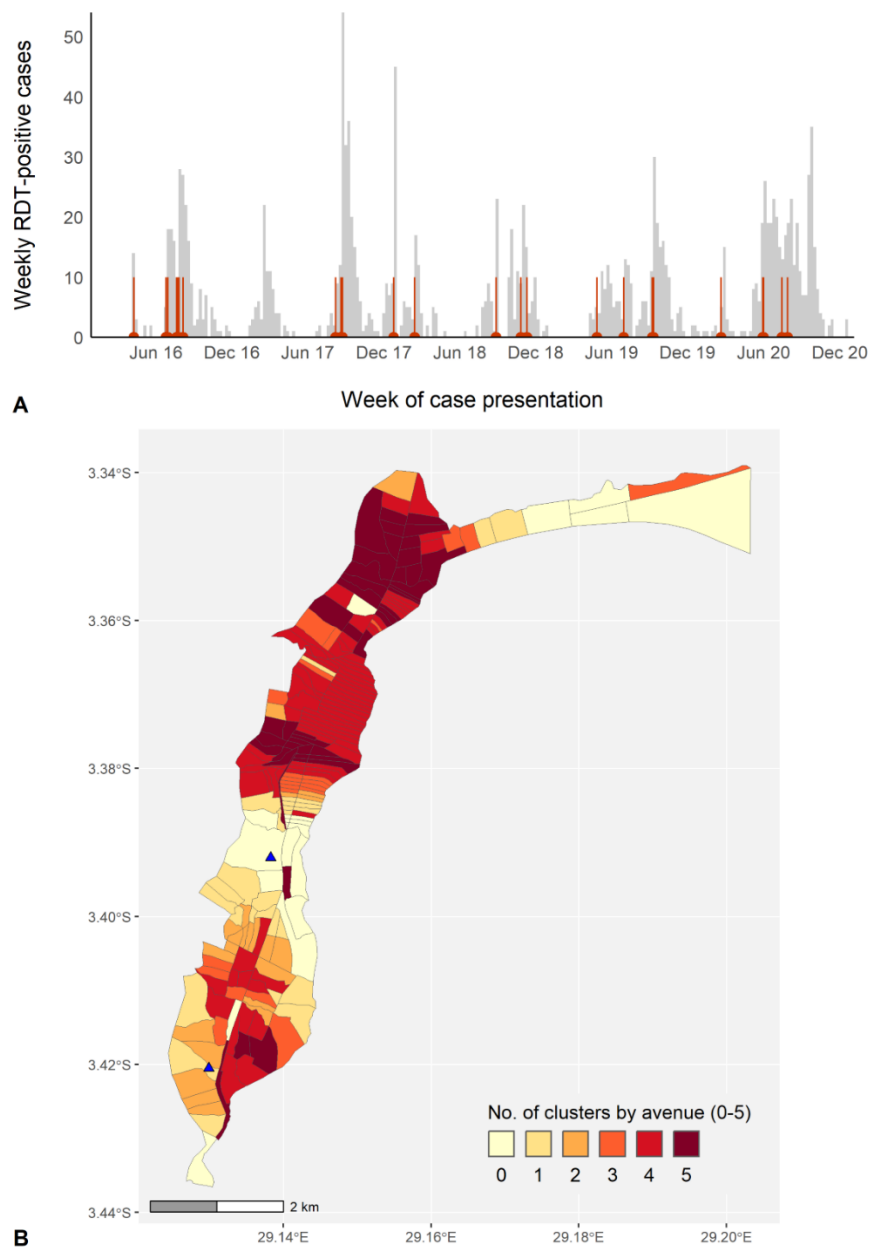 50
40
30
20
10
0
Weekly RDT-positive cases
Jun 16 Dec 16 Jun 17 Dec 17 Jun 18 Dec 18 Jun 19 Dec 19 Jun 20 Dec 20
A
Week of case presentation
3.34°S
3.36°S
3.38°S
3.40°S
3.42°S
3.44°S
No. of clusters by avenue (0-5)
0 1 2 3 4 5
2 km
B
29.14°E 29.16°E 29.18°E 29.20°E